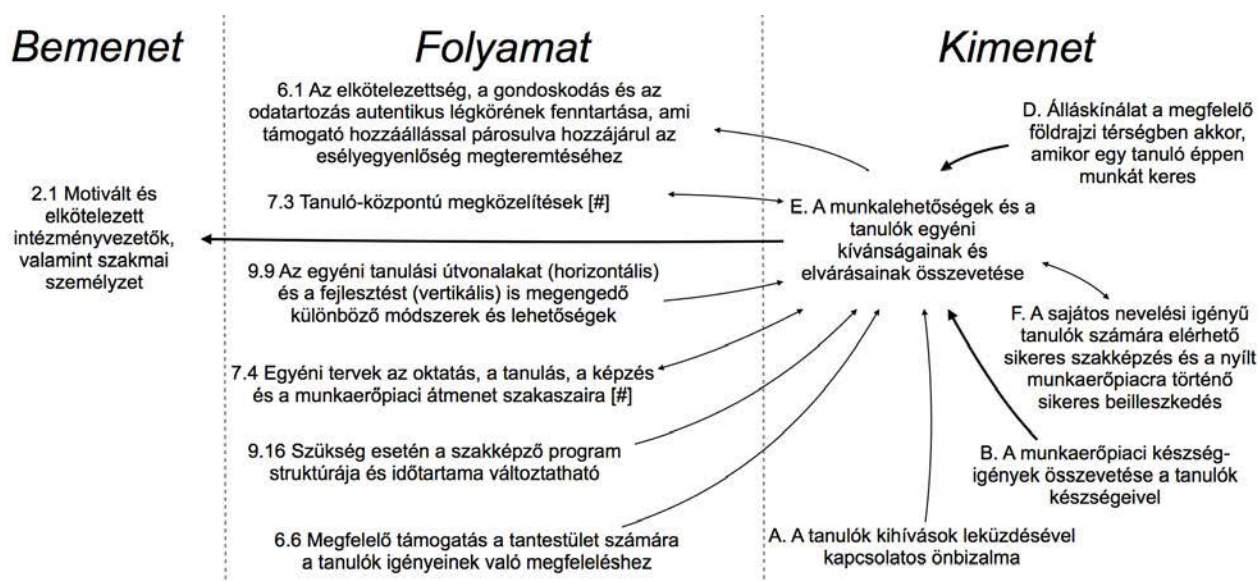 Bemenet
Folyamat
Kimenet
6.1 Az elkötelezettség, a gondoskodás és az
odatartozás autentikus légkörének fenntartása, ami
támogató hozzáállással párosulva hozzájárul az
esélyegyenlőség megteremtéséhez
D. Álláskínálat a megfelelő
földrajzi térségben akkor,
amikor egy tanuló éppen
munkát keres
2.1 Motivált és
elkötelezett
intézményvezetők,
valamint szakmai
személyzet
7.3 Tanuló-központú megközelítések [#]
E. A munkalehetőségek és a
tanulók egyéni
kívánságainak és
elvárásainak összevetése
9.9 Az egyéni tanulási útvonalakat (horizontális)
és a fejlesztést (vertikális) is megengedő
különböző módszerek és lehetőségek
F. A sajátos nevelési igényű
tanulók számára elérhető
sikeres szakképzés és a nyílt
munkaerőpiacra történő
sikeres beilleszkedés
7.4 Egyéni tervek az oktatás, a tanulás, a képzés
és a munkaerőpiaci átmenet szakaszaira [#]
9.16 Szükség esetén a szakképző program
struktúrája és időtartama változtatható
B. A munkaerőpiaci készség-
igények összevetése a tanulók
készségeivel
6.6 Megfelelő támogatás a tantestület számára
a tanulók igényeinek való megfeleléshez
A. A tanulók kihívások leküzdésével
kapcsolatos önbizalma